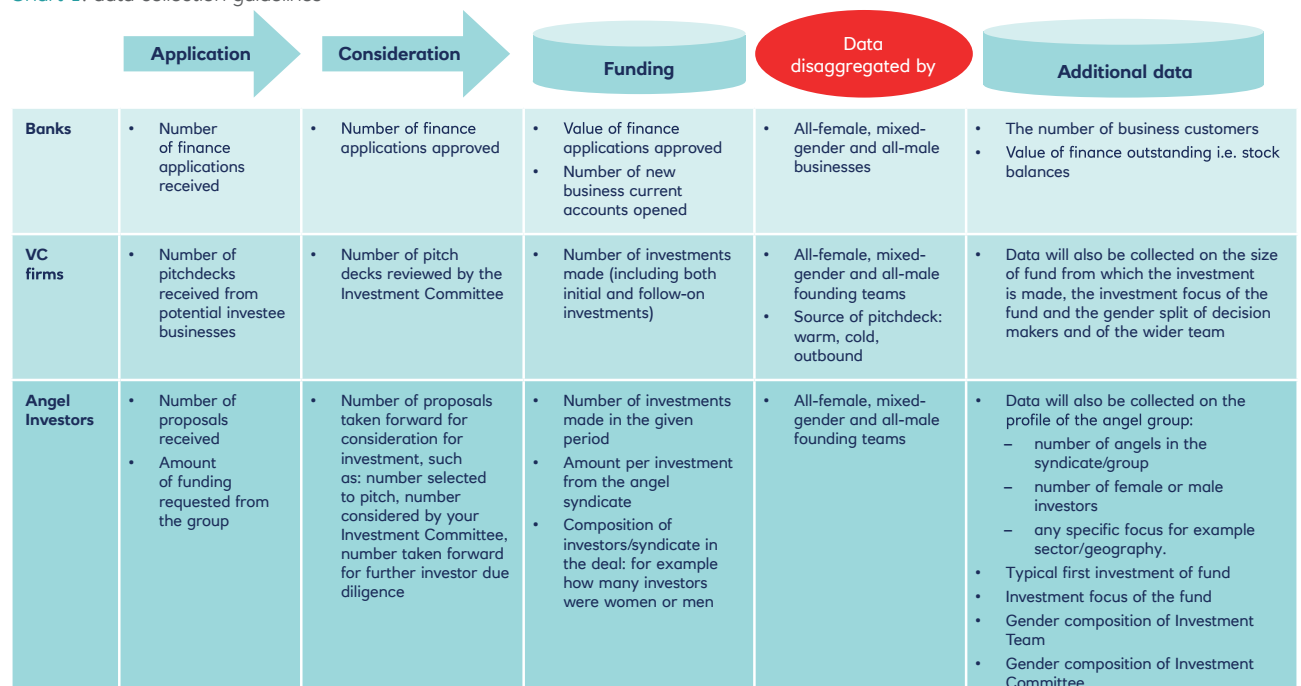 Chart 1: data collection guidelines
Application
Consideration
Funding
Data
disaggregated by
Additional data
Banks
• Number
of finance
applications
received
• Number of finance
applications approved
• Value of finance
applications approved
• Number of new
business current
accounts opened
• All-female, mixed-
gender and all-male
businesses
• The number of business customers
• Value of finance outstanding i.e. stock
balances
VC
firms
• Number of
pitchdecks
received from
potential investee
businesses
• Number of pitch
decks reviewed by the
Investment Committee
• Number of investments
made (including both
initial and follow-on
investments)
• All-female, mixed-
gender and all-male
founding teams
• Source of pitchdeck:
warm, cold,
outbound
• Data will also be collected on the size
of fund from which the investment
is made, the investment focus of the
fund and the gender split of decision
makers and of the wider team
Angel
Investors
• Number of
proposals
received
• Amount
of funding
requested from
the group
• Number of proposals
taken forward for
consideration for
investment, such
as: number selected
to pitch, number
considered by your
Investment Committee,
number taken forward
for further investor due
diligence
• Number of investments
made in the given
period
• Amount per investment
from the angel
syndicate
• Composition of
investors/syndicate in
the deal: for example
how many investors
were women or men
• All-female, mixed-
gender and all-male
founding teams
• Data will also be collected on the
profile of the angel group:
– number of angels in the
syndicate/group
– number of female or male
investors
– any specific focus for example
sector/geography.
• Typical first investment of fund
• Investment focus of the fund
• Gender composition of Investment
Team
• Gender composition of Investment
Committee